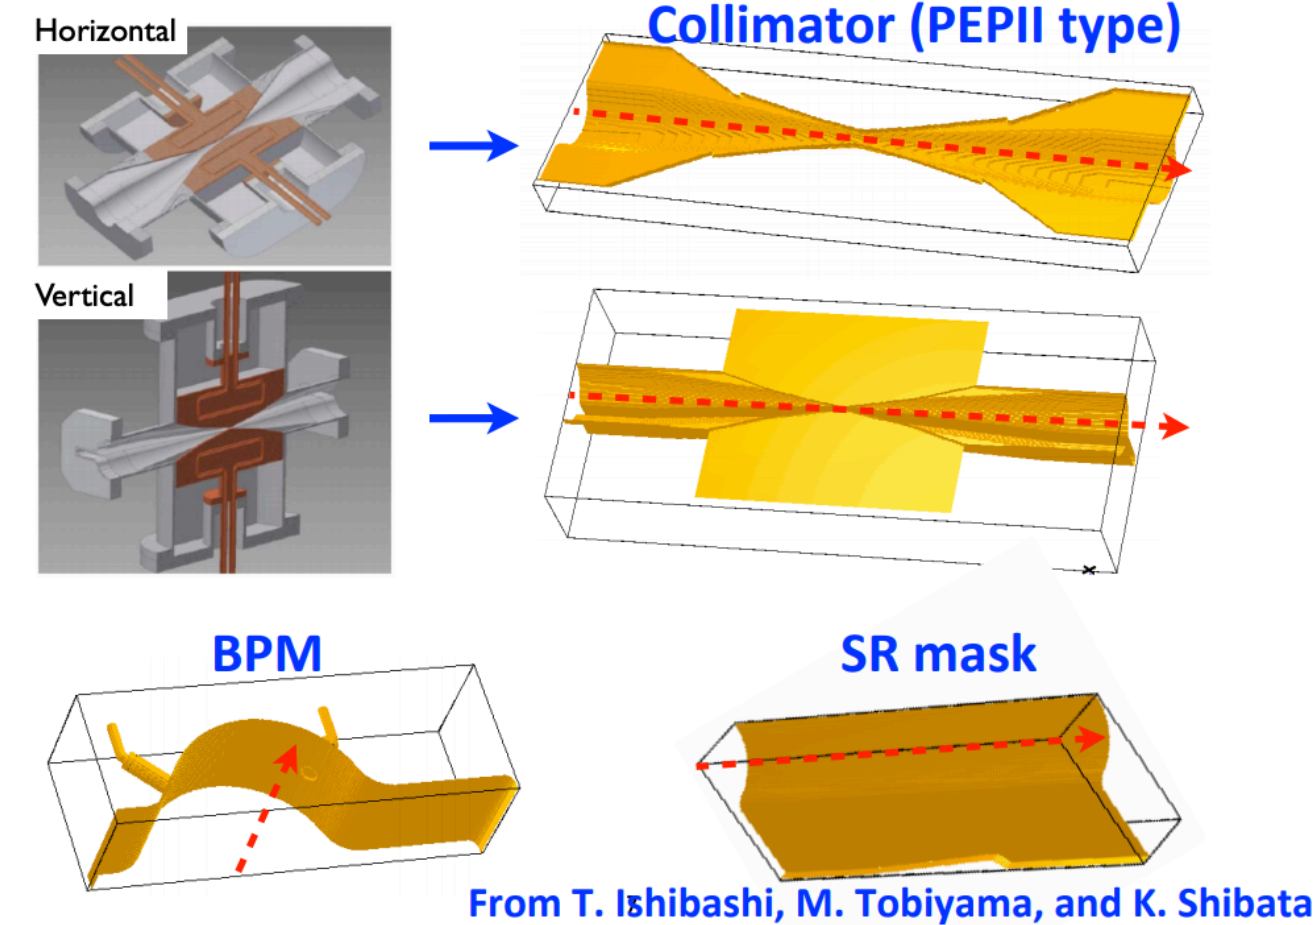 Horizontal
Collimator (PEPII type)
Vertical
BPM
SR mask
From T. Ishibashi, M. Tobiyama, and K. Shibata